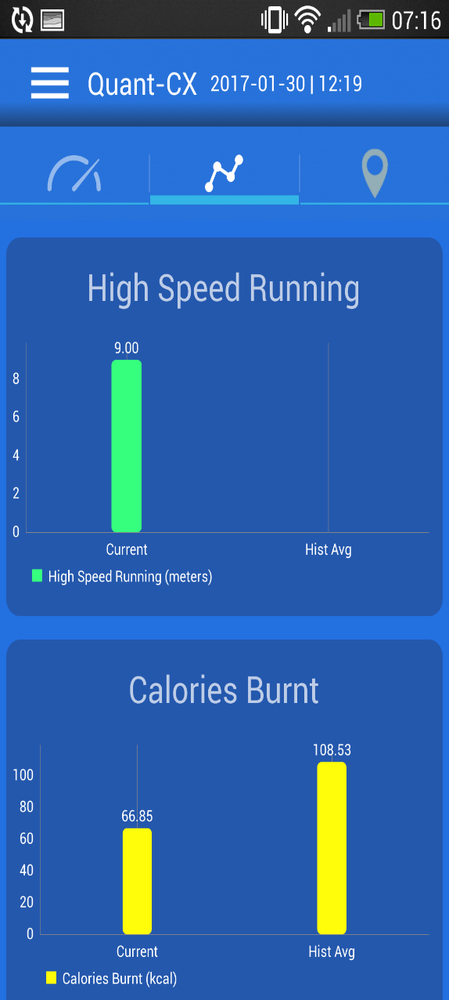 07:16
Quant-CX 2017-01-30 | 12:19
High Speed Running
9.00
8
6
4
2
0
Current Hist Avg
High Speed Running (meters)
Calories Burnt
108.53
100
80
66.85
60
40
20
0
Current Hist Avg
Calories Burnt (kcal)